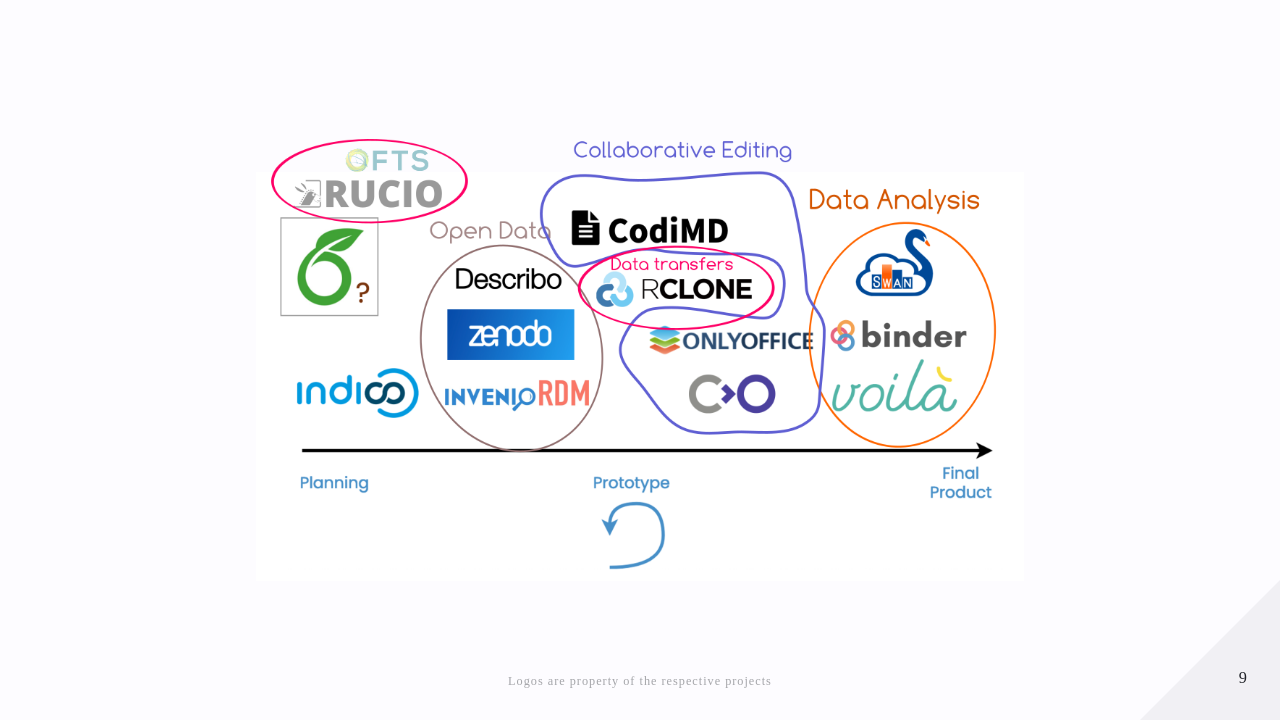 Collaborative Editing
FTS
RUCIO
Data Analysis
Open Data
CodiMD
Data transfers
Describo
RCLONE
SWAN
?
zenodo
ONLYOFFICE
binder
indico
INVENIO RDM
voilà
Planning
Prototype
Final
Product
Logos are property of the respective projects
9